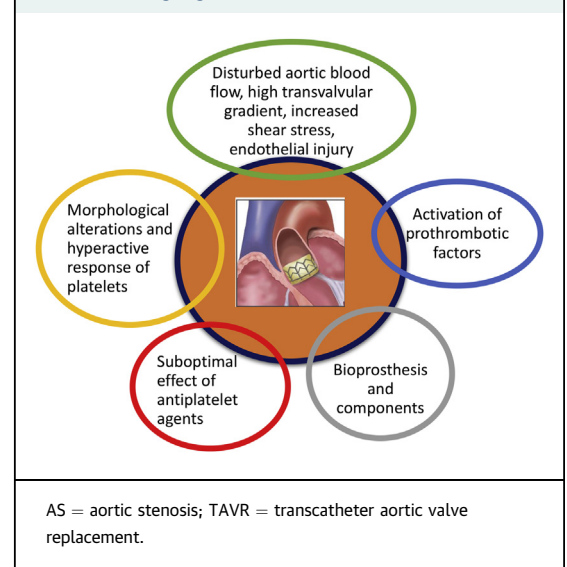 Disturbed aortic blood
flow, high transvalvular
gradient, increased
shear stress,
endothelial injury
Morphological
alterations and
hyperactive
response of
platelets
Activation of
prothrombotic
factors
Suboptimal
effect of
antiplatelet
agents
Bioprosthesis
and
components
AS = aortic stenosis; TAVR = transcatheter aortic valve
replacement.